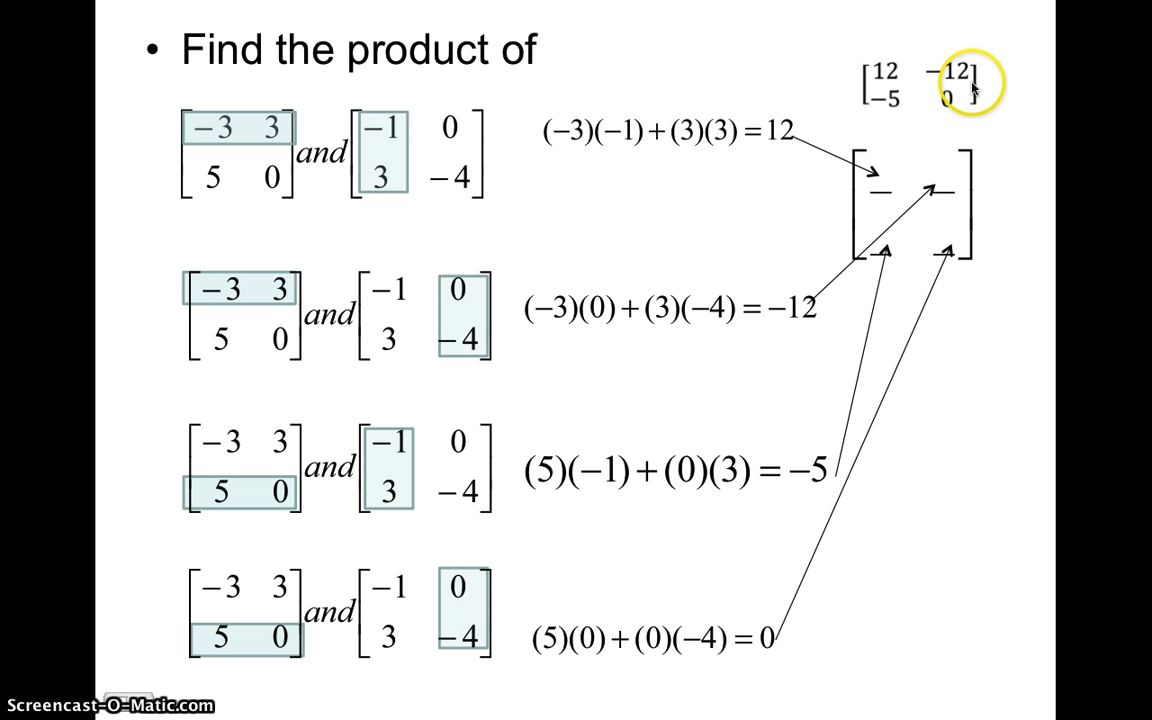 • Find the product of
[12 −12]
[−5 0]
[−3 3] and [−1 0] (−3)(−1) + (3)(3) = 12
[5 0] [3 −4]
[− −]
[− −]
[−3 3] and [−1 0] (−3)(0) + (3)(−4) = −12
[5 0] [3 −4]
[−3 3] and [−1 0] (5)(−1) + (0)(3) = −5
[5 0] [3 −4]
[−3 3] and [−1 0] (5)(0) + (0)(−4) = 0
[5 0] [3 −4]
Screencast-O-Matic.com